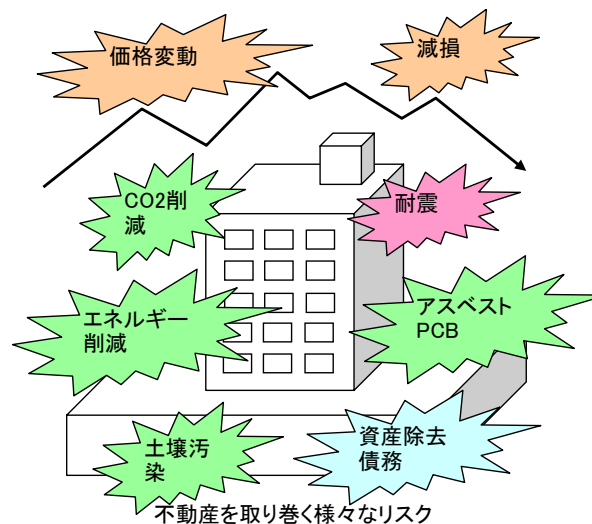 価格変動
減損
CO2削
減
耐震
エネルギー
削減
アスベスト
PCB
土壌汚
染
資産除去
債務
不動産を取り巻く様々なリスク